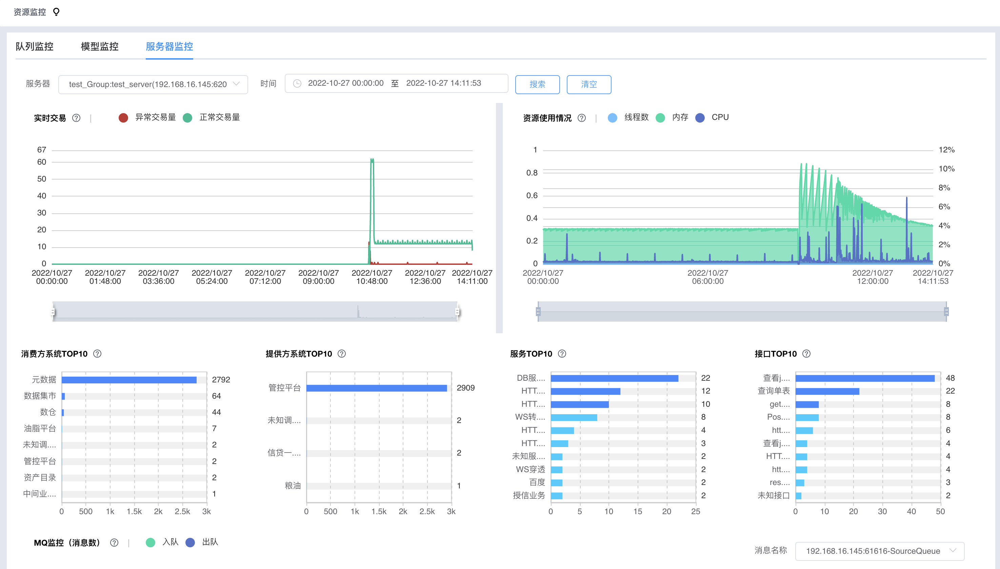 资源监控
队列监控 模型监控 服务器监控
服务器 test_Group:test_server(192.168.16.145:620 时间 2022-10-27 00:00:00 至 2022-10-27 14:11:53 搜索 清空
实时交易 ? | 异常交易量 正常交易量
67
60
50
40
30
20
10
0
2022/10/27 2022/10/27 2022/10/27 2022/10/27 2022/10/27 2022/10/27 2022/10/27 2022/10/27 2022/10/27
00:00:00 01:48:00 03:36:00 05:24:00 07:12:00 09:00:00 10:48:00 12:36:00 14:11:00
资源使用情况 ? | 线程数 内存 CPU
1 12%
10%
0.8
8%
0.6
6%
0.4
4%
0.2
2%
0 0%
2022/10/27 2022/10/27 2022/10/27 2022/10/27
00:00:00 06:00:00 12:00:00 14:11:53
消费方系统TOP10 ?
元数据 2792
数据集市 64
数仓 44
油脂平台 7
未知调.... 2
管控平台 2
资产目录 2
中间业.... 1
0 500 1k 1.5k 2k 2.5k 3k
提供方系统TOP10 ?
管控平台 2909
未知调.... 2
信贷一.... 2
粮油 1
0 500 1k 1.5k 2k 2.5k 3k
服务TOP10 ?
DB服.... 22
HTT.... 12
HTT.... 10
WS转.... 8
HTT.... 4
HTT.... 3
未知服.... 2
WS穿透 2
百度 2
授信业务 2
0 5 10 15 20 25
接口TOP10 ?
查看j.... 48
查询单表 22
get.... 8
Pos.... 8
htt.... 6
查看j.... 4
HTT.... 4
htt.... 4
res.... 3
未知接口 2
0 10 20 30 40 50
MQ监控（消息数） ? | 入队 出队
消息名称 192.168.16.145:61616-SourceQueue